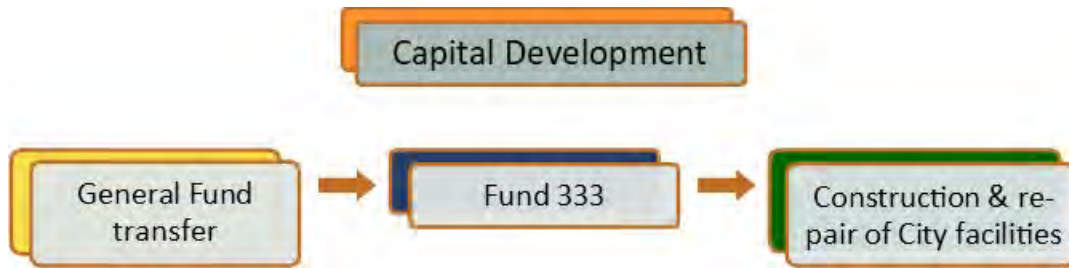 Capital Development
General Fund
transfer
Fund 333
Construction & re-
pair of City facilities